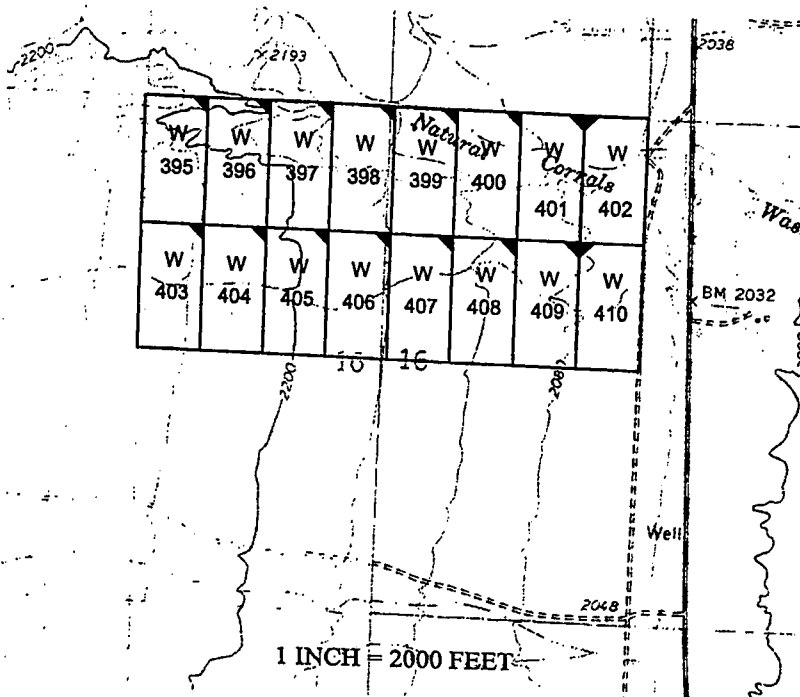 2200
2193
2038
Natural
Corrals
W W W W W W W W
395 396 397 398 399 400 401 402
Was
W W W W W W W W
403 404 405 406 407 408 409 410
BM 2032
16
2200
2080
Well
2048
1 INCH = 2000 FEET